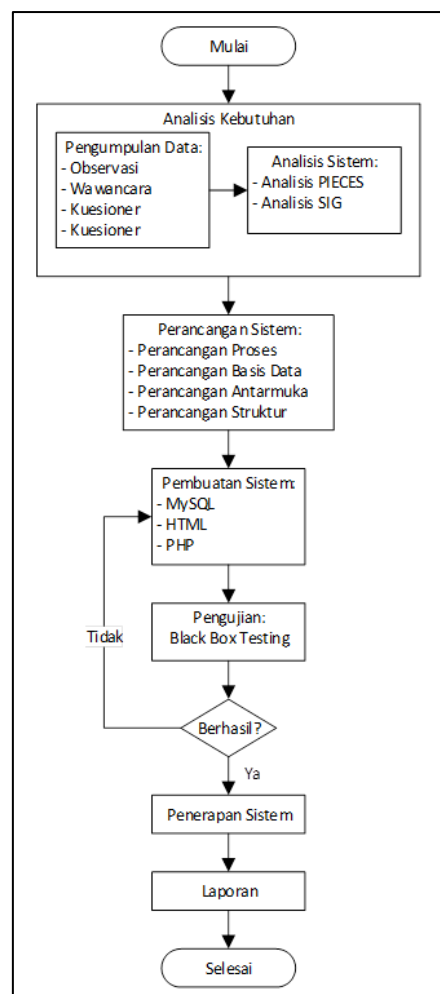 Mulai
Analisis Kebutuhan
Pengumpulan Data:
- Observasi
- Wawancara
- Kuesioner
- Kuesioner
Analisis Sistem:
- Analisis PIECES
- Analisis SIG
Perancangan Sistem:
- Perancangan Proses
- Perancangan Basis Data
- Perancangan Antarmuka
- Perancangan Struktur
Pembuatan Sistem:
- MySQL
- HTML
- PHP
Pengujian:
Black Box Testing
Tidak
Berhasil?
Ya
Penerapan Sistem
Laporan
Selesai